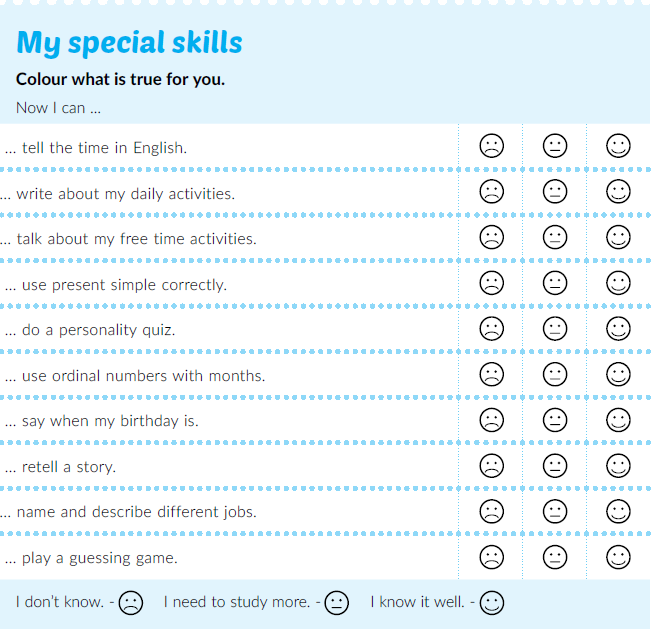 My special skills
Colour what is true for you.
Now I can ...
... tell the time in English.
... write about my daily activities.
... talk about my free time activities.
... use present simple correctly.
... do a personality quiz.
... use ordinal numbers with months.
... say when my birthday is.
... retell a story.
... name and describe different jobs.
... play a guessing game.
I don't know. - I need to study more. - I know it well. -